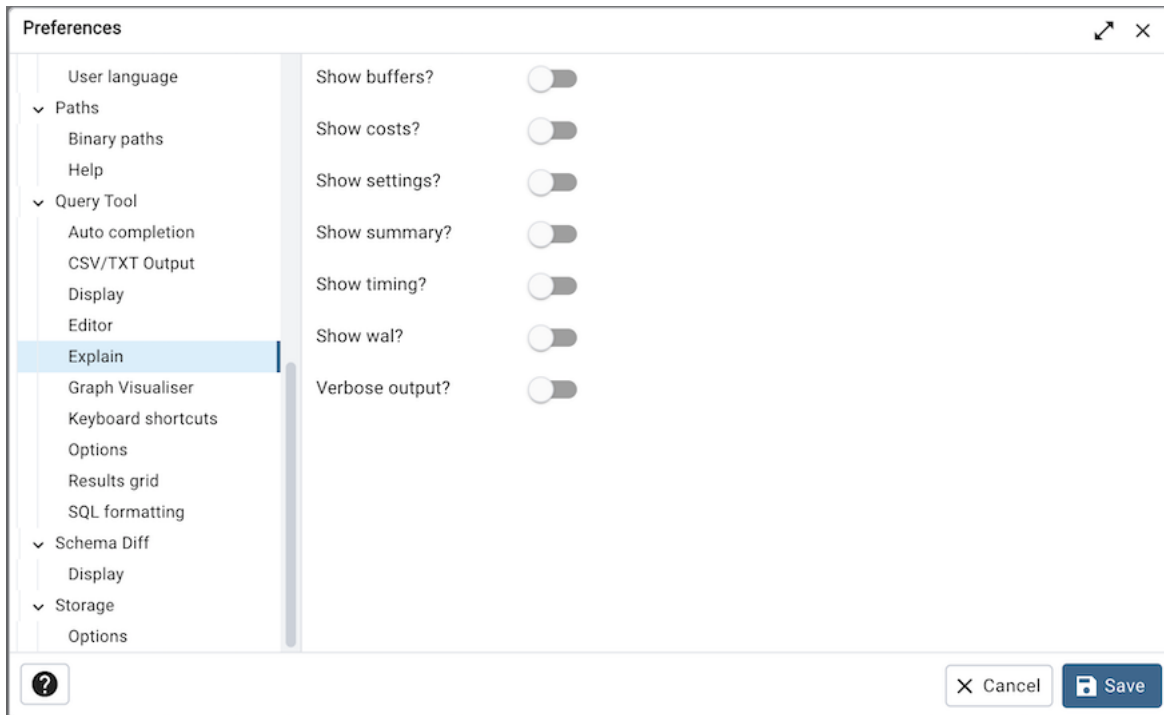 Preferences
User language
Paths
Binary paths
Help
Query Tool
Auto completion
CSV/TXT Output
Display
Editor
Explain
Graph Visualiser
Keyboard shortcuts
Options
Results grid
SQL formatting
Schema Diff
Display
Storage
Options
Show buffers?
Show costs?
Show settings?
Show summary?
Show timing?
Show wal?
Verbose output?
Cancel
Save